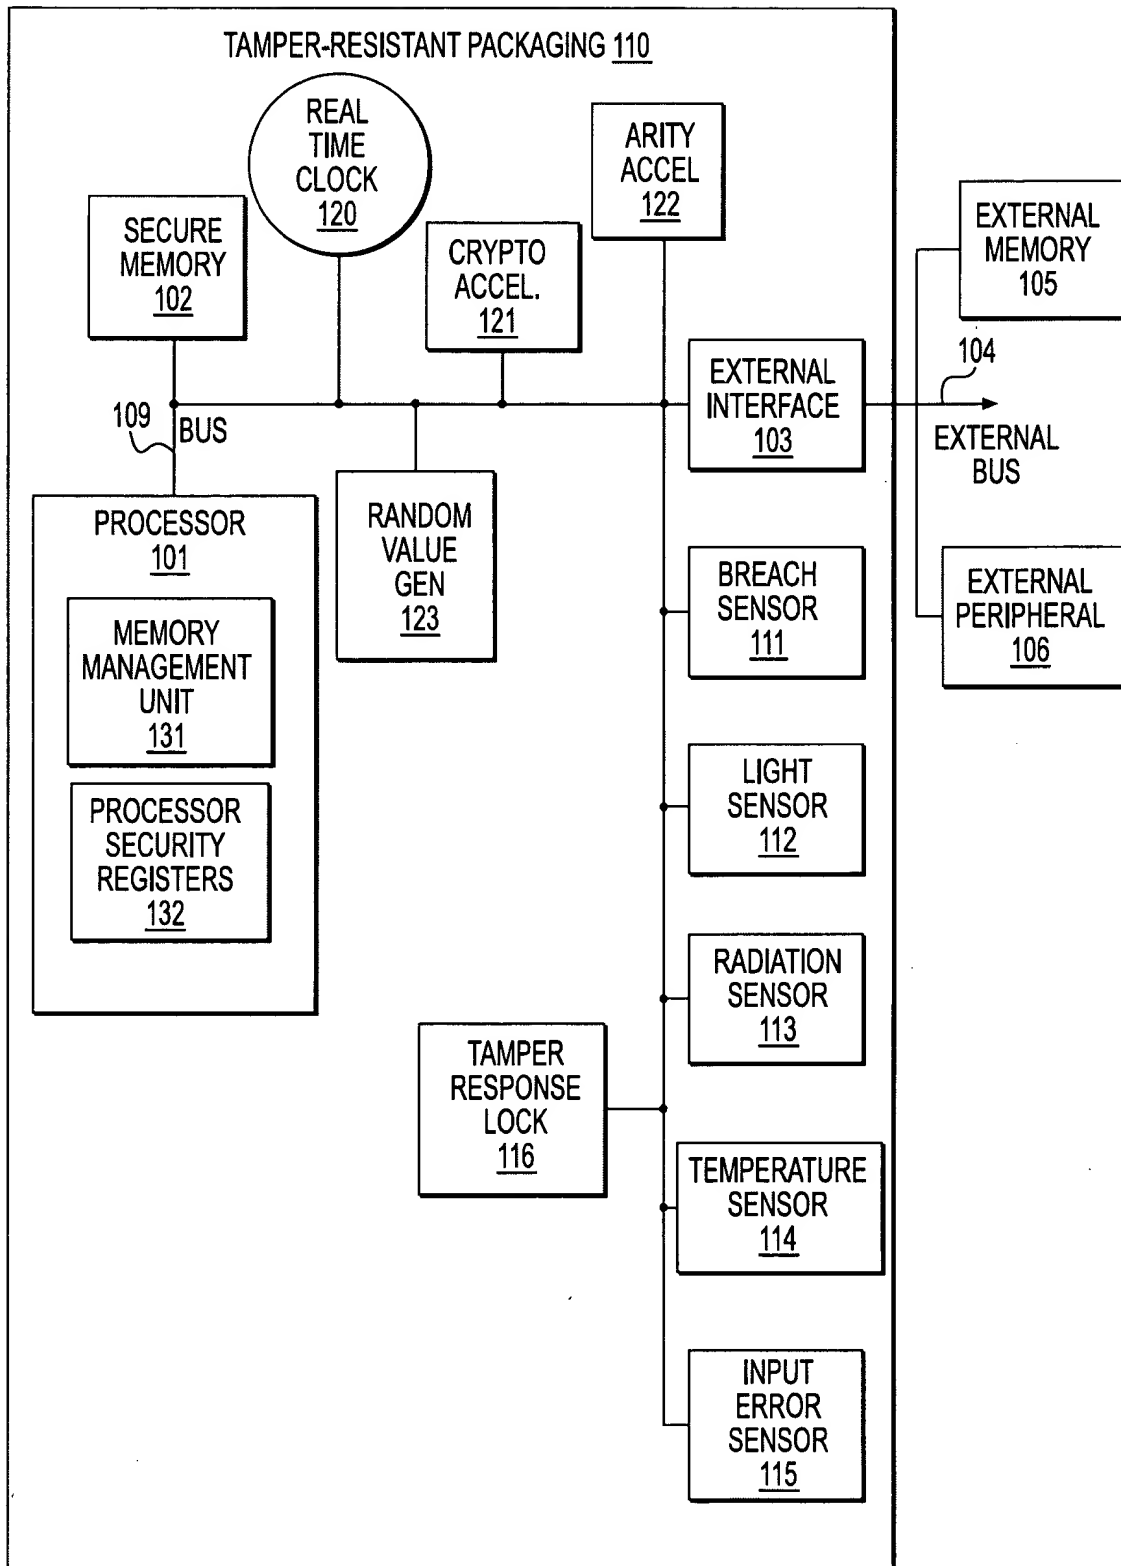 TAMPER-RESISTANT PACKAGING 110
REAL
TIME
CLOCK
120
ARITY
ACCEL
122
SECURE
MEMORY
102
CRYPTO
ACCEL.
121
EXTERNAL
MEMORY
105
109
BUS
EXTERNAL
INTERFACE
103
104
EXTERNAL
BUS
PROCESSOR
101
MEMORY
MANAGEMENT
UNIT
131
PROCESSOR
SECURITY
REGISTERS
132
RANDOM
VALUE
GEN
123
BREACH
SENSOR
111
EXTERNAL
PERIPHERAL
106
LIGHT
SENSOR
112
RADIATION
SENSOR
113
TAMPER
RESPONSE
LOCK
116
TEMPERATURE
SENSOR
114
INPUT
ERROR
SENSOR
115